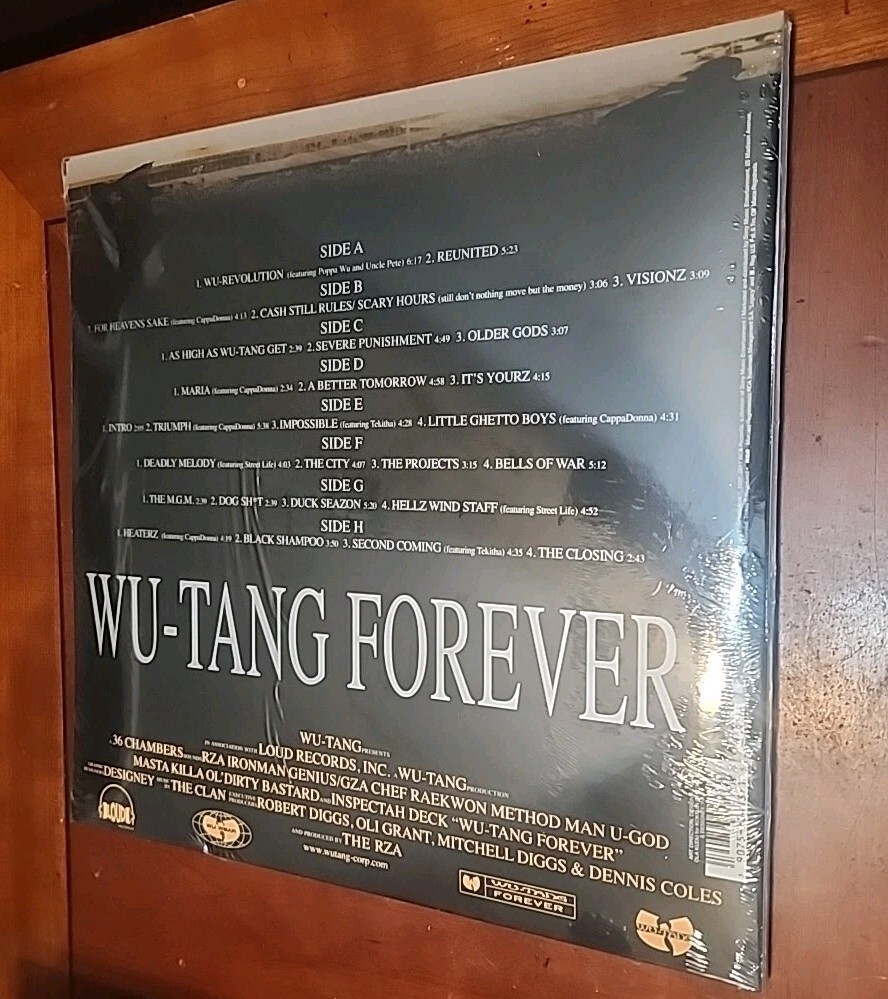 SIDE A
1. WU-REVOLUTION (featuring Poppa Wu and Uncle Pete) 6:17 2. REUNITED 5:23
SIDE B
1. FOR HEAVENS SAKE (featuring CappaDonna) 4:13 2. CASH STILL RULES/ SCARY HOURS (still don't nothing move but the money) 3:06 3. VISIONZ 3:09
SIDE C
1. AS HIGH AS WU-TANG GET 2:39 2. SEVERE PUNISHMENT 4:49 3. OLDER GODS 3:07
SIDE D
1. MARIA (featuring CappaDonna) 2:34 2. A BETTER TOMORROW 4:58 3. IT'S YOURZ 4:15
SIDE E
1. INTRO 2. TRIUMPH (featuring CappaDonna) 5:38 3. IMPOSSIBLE (featuring Tekitha) 4:28 4. LITTLE GHETTO BOYS (featuring CappaDonna) 4:31
SIDE F
1. DEADLY MELODY (featuring Street Life) 4:03 2. THE CITY 4:07 3. THE PROJECTS 3:15 4. BELLS OF WAR 5:12
SIDE G
1. THE M.G.M. 2:39 2. DOG SH*T 2:39 3. DUCK SEAZON 5:20 4. HELLZ WIND STAFF (featuring Street Life) 4:52
SIDE H
1. HEATERZ (featuring CappaDonna) 4:19 2. BLACK SHAMPOO 3:50 3. SECOND COMING (featuring Tekitha) 4:35 4. THE CLOSING 2:43
WU-TANG FOREVER
WU-TANG PRESENTS
A 36 CHAMBERS IN ASSOCIATION WITH LOUD RECORDS, INC. A WU-TANG PRODUCTION
RZA IRONMAN GENIUS/GZA CHEF RAEKWON METHOD MAN U-GOD
MASTA KILLA OL'DIRTY BASTARD AND INSPECTAH DECK "WU-TANG FOREVER"
DESIGNEY MUSIC BY THE CLAN EXECUTIVE PRODUCERS ROBERT DIGGS, OLI GRANT, MITCHELL DIGGS & DENNIS COLES
AND PRODUCED BY THE RZA
www.wutang-corp.com
LOUD
WU-TANG
FOREVER
WU-TANG